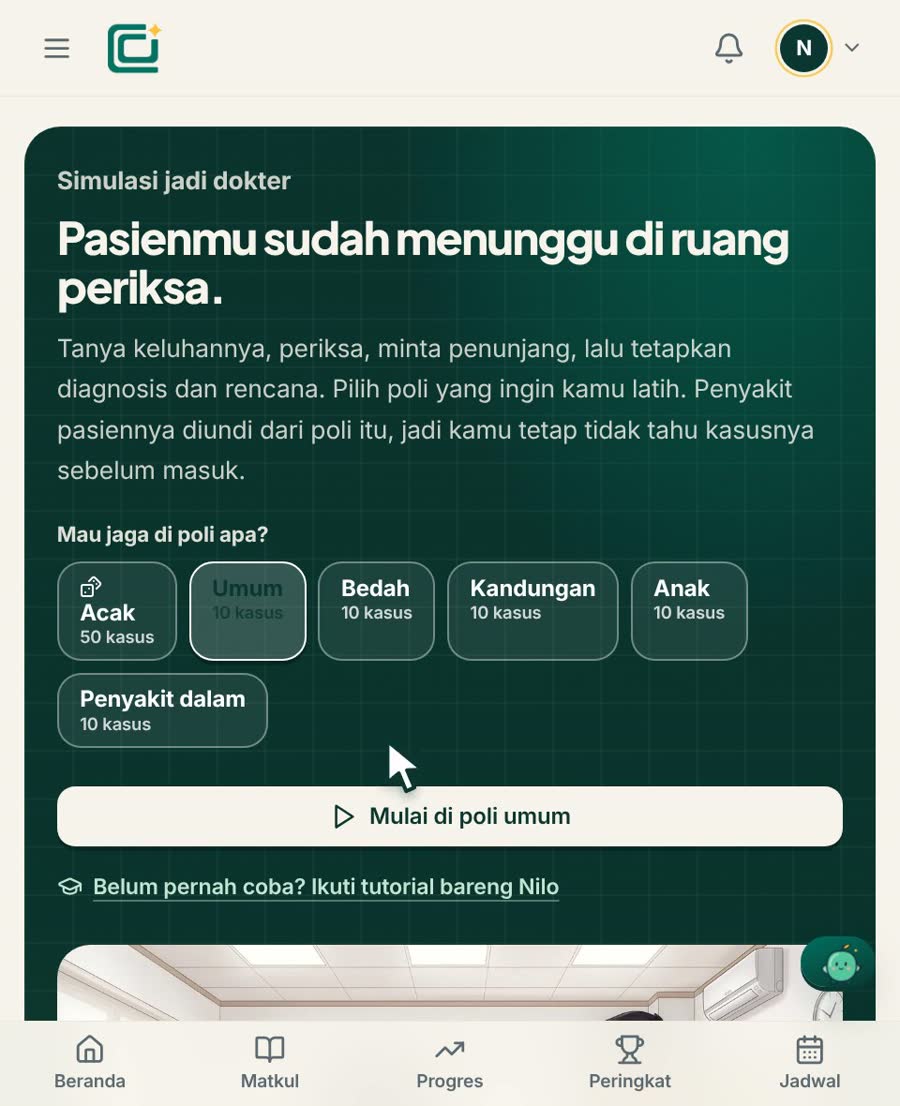 N
Simulasi jadi dokter
Pasienmu sudah menunggu di ruang
periksa.
Tanya keluhannya, periksa, minta penunjang, lalu tetapkan
diagnosis dan rencana. Pilih poli yang ingin kamu latih. Penyakit
pasiennya diundi dari poli itu, jadi kamu tetap tidak tahu kasusnya
sebelum masuk.
Mau jaga di poli apa?
Acak
50 kasus
Umum
10 kasus
Bedah
10 kasus
Kandungan
10 kasus
Anak
10 kasus
Penyakit dalam
10 kasus
Mulai di poli umum
Belum pernah coba? Ikuti tutorial bareng Nilo
Beranda
Matkul
Progres
Peringkat
Jadwal